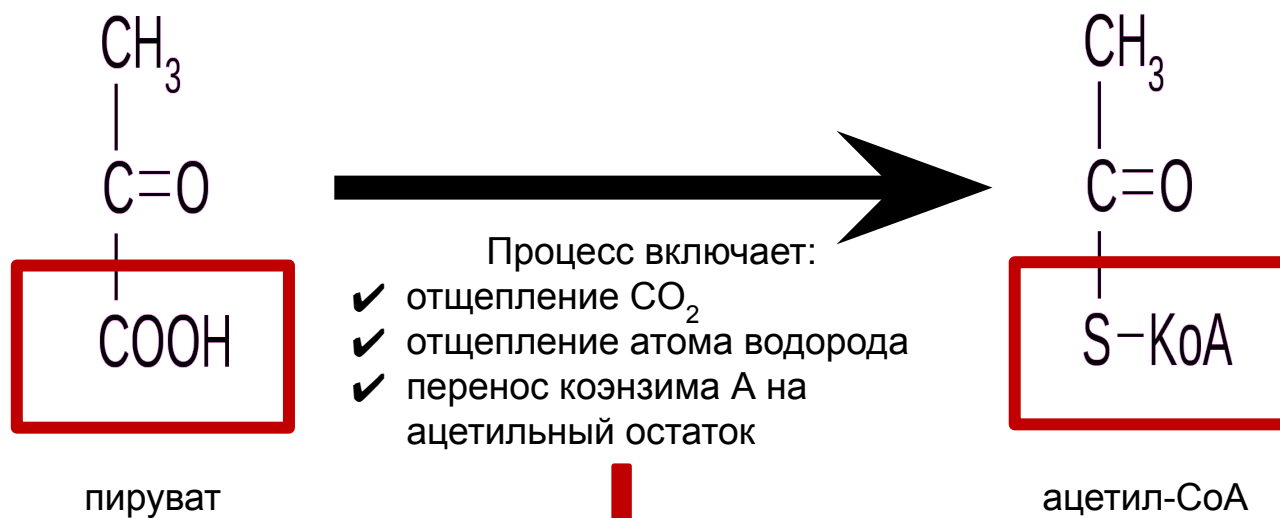 CH₃
C=O
COOH
пируват
Процесс включает:
✔ отщепление CO₂
✔ отщепление атома водорода
✔ перенос коэнзима А на
ацетильный остаток
CH₃
C=O
S–KoA
ацетил-CoA